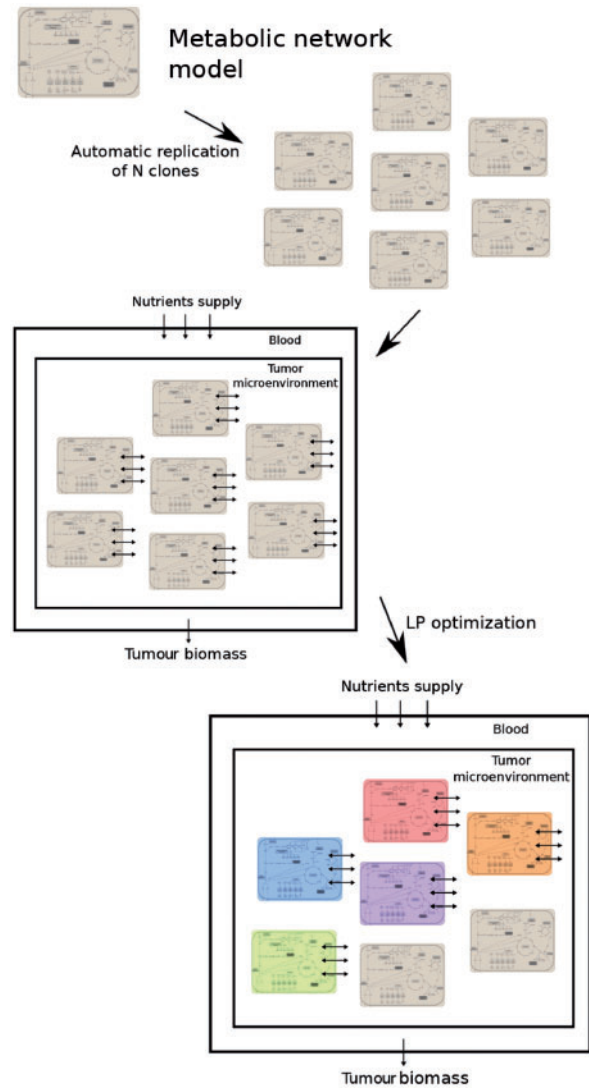 Metabolic network
model
Automatic replication
of N clones
Nutrients supply
Blood
Tumor
microenvironment
Tumour biomass
LP optimization
Nutrients supply
Blood
Tumor
microenvironment
Tumour biomass